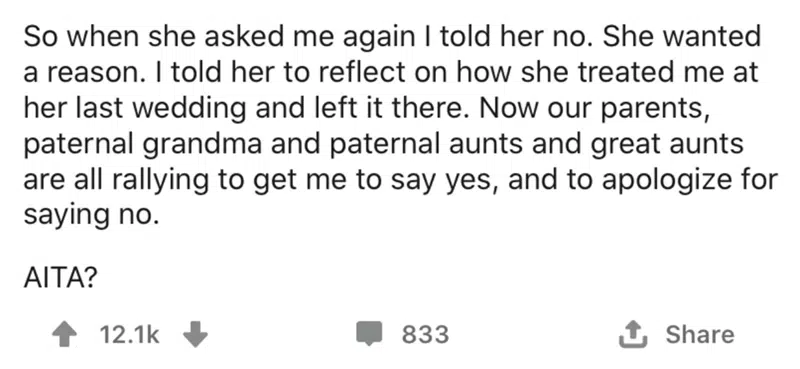 So when she asked me again I told her no. She wanted
a reason. I told her to reflect on how she treated me at
her last wedding and left it there. Now our parents,
paternal grandma and paternal aunts and great aunts
are all rallying to get me to say yes, and to apologize for
saying no.
AITA?
12.1k 833 Share